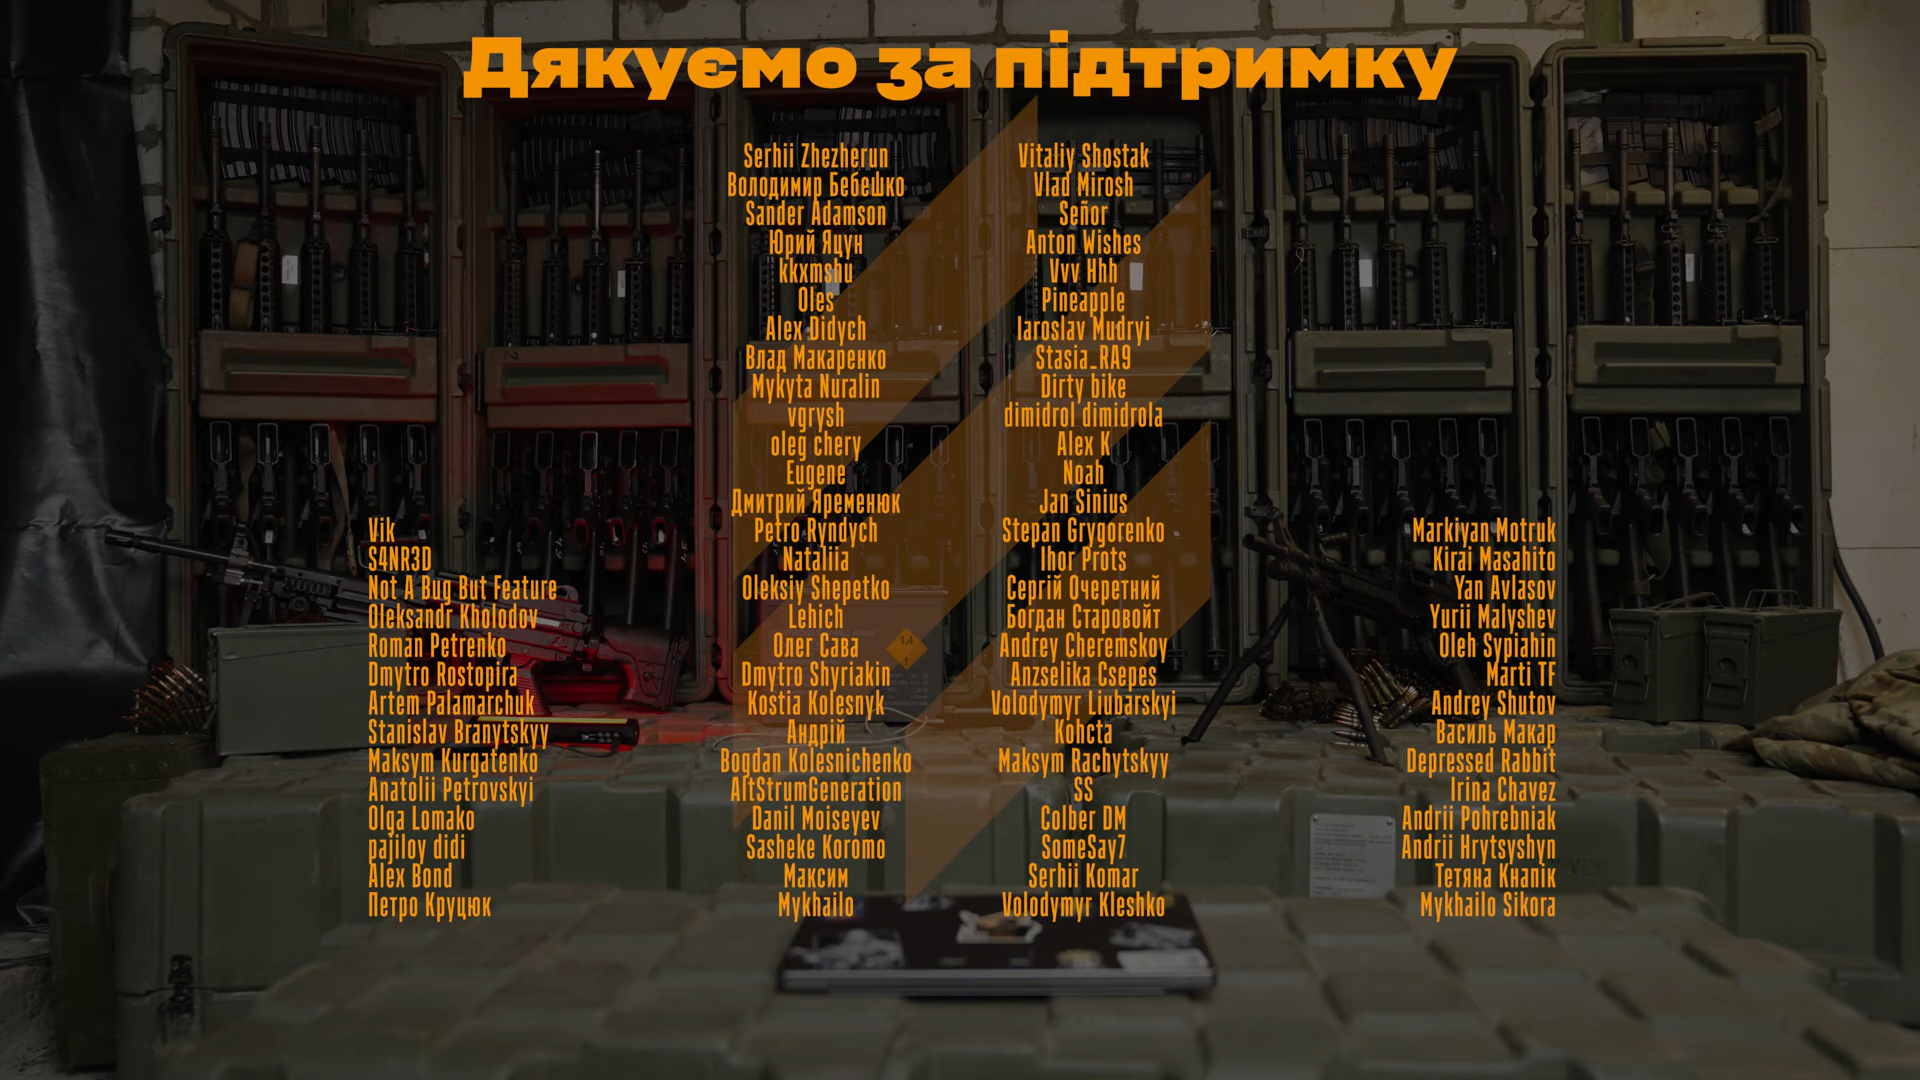 Дякуємо за підтримку
Vik
S4NR3D
Not A Bug But Feature
Oleksandr Kholodov
Roman Petrenko
Dmytro Rostopira
Artem Palamarchuk
Stanislav Branytskyy
Maksym Kurgatenko
Anatolii Petrovskyi
Olga Lomako
pajiloy didi
Alex Bond
Петро Круцюк
Serhii Zhezherun
Володимир Бебешко
Sander Adamson
Юрий Яцун
kkxmshu
Oles
Alex Didych
Влад Макаренко
Mykyta Nuralin
vgrysh
oleg chery
Eugene
Дмитрий Яременюк
Petro Ryndych
Nataliia
Oleksiy Shepetko
Lehich
Олег Сава
Dmytro Shyriakin
Kostia Kolesnyk
Андрій
Bogdan Kolesnichenko
AltStrumGeneration
Danil Moiseyev
Sasheke Koromo
Максим
Mykhailo
Vitaliy Shostak
Vlad Mirosh
Señor
Anton Wishes
Vvv Hhh
Pineapple
Iaroslav Mudryi
Stasia_RA9
Dirty bike
dimidrol dimidrola
Alex K
Noah
Jan Sinius
Stepan Grygorenko
Ihor Prots
Сергій Очеретний
Богдан Старовойт
Andrey Cheremskoy
Anzselika Csepes
Volodymyr Liubarskyi
Kohcta
Maksym Rachytskyy
SS
Colber DM
SomeSay7
Serhii Komar
Volodymyr Kleshko
Markiyan Motruk
Kirai Masahito
Yan Avlasov
Yurii Malyshev
Oleh Sypiahin
Marti TF
Andrey Shutov
Василь Макар
Depressed Rabbit
Irina Chavez
Andrii Pohrebniak
Andrii Hrytsyshyn
Тетяна Кнапік
Mykhailo Sikora
1.4